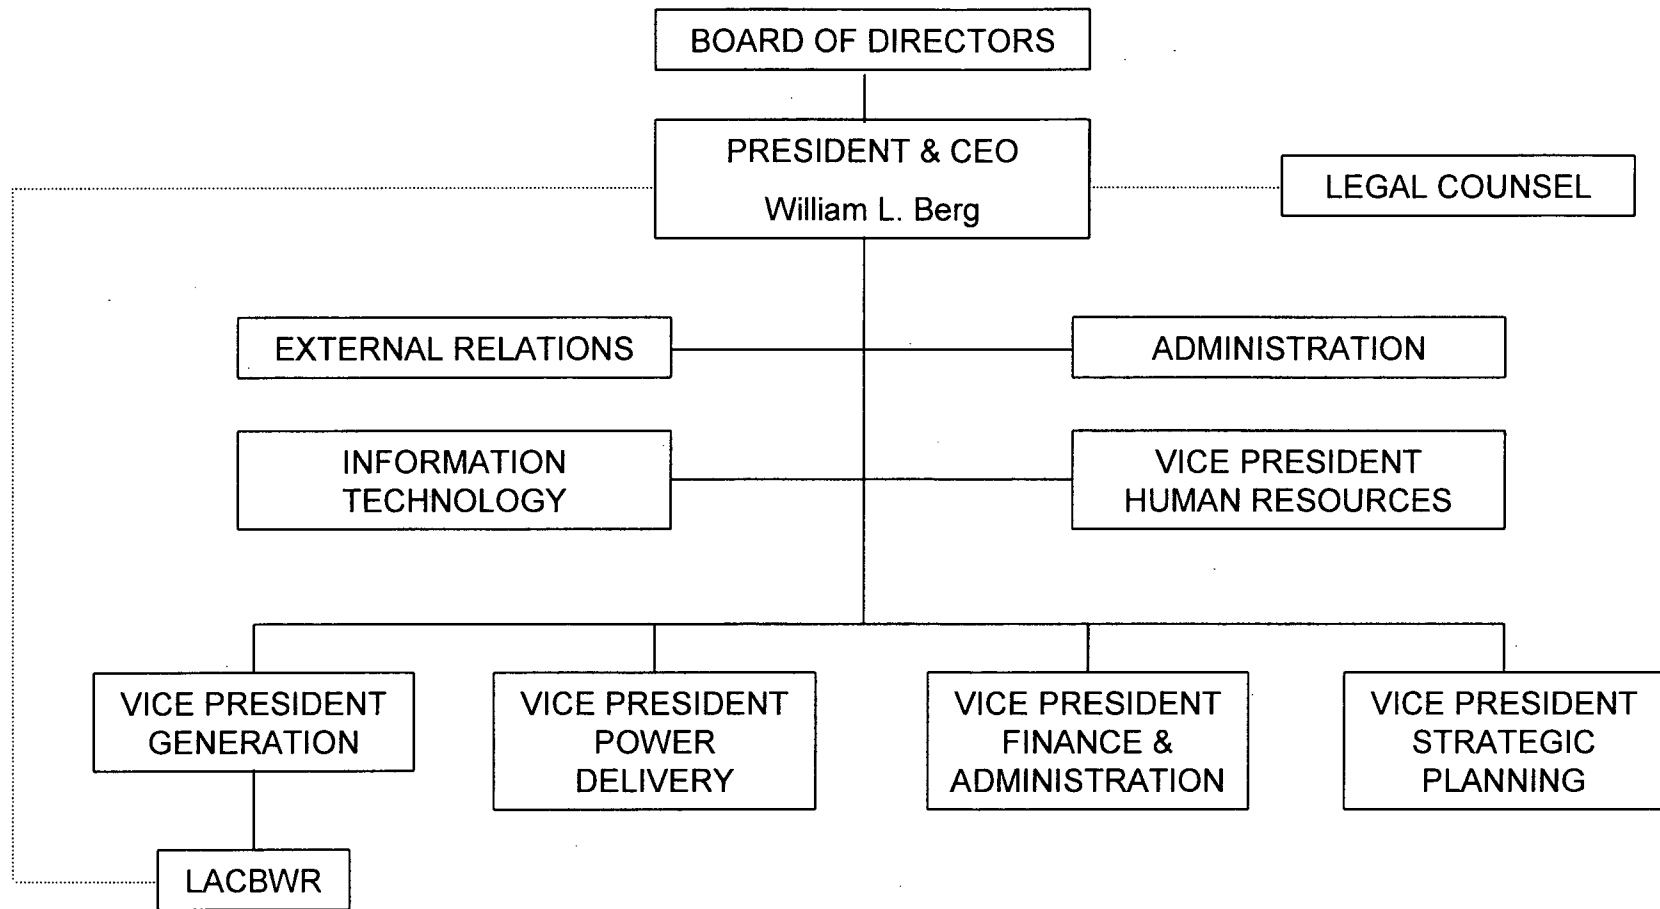 BOARD OF DIRECTORS
PRESIDENT & CEO
William L. Berg
LEGAL COUNSEL
EXTERNAL RELATIONS
ADMINISTRATION
INFORMATION
TECHNOLOGY
VICE PRESIDENT
HUMAN RESOURCES
VICE PRESIDENT
GENERATION
VICE PRESIDENT
POWER
DELIVERY
VICE PRESIDENT
FINANCE &
ADMINISTRATION
VICE PRESIDENT
STRATEGIC
PLANNING
LACBWR